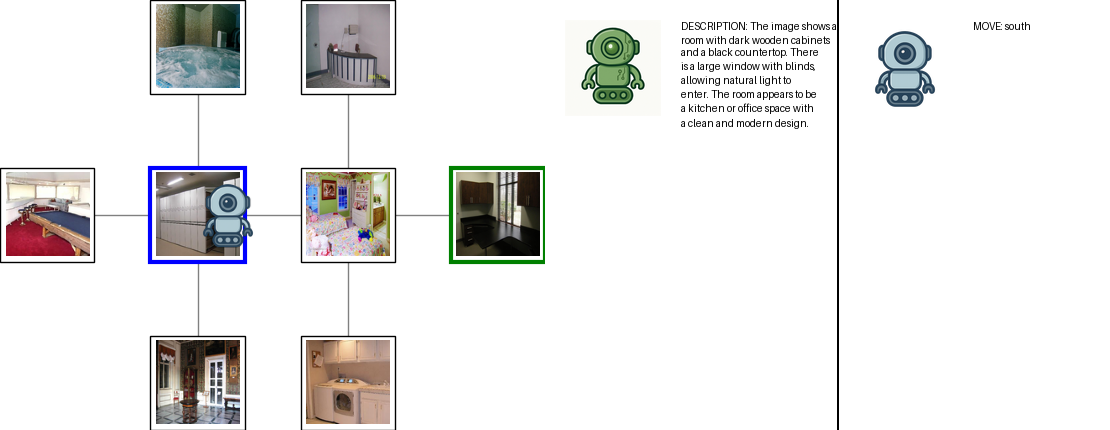 DESCRIPTION: The image shows a
room with dark wooden cabinets
and a black countertop. There
is a large window with blinds,
allowing natural light to
enter. The room appears to be
a kitchen or office space with
a clean and modern design.
MOVE: south